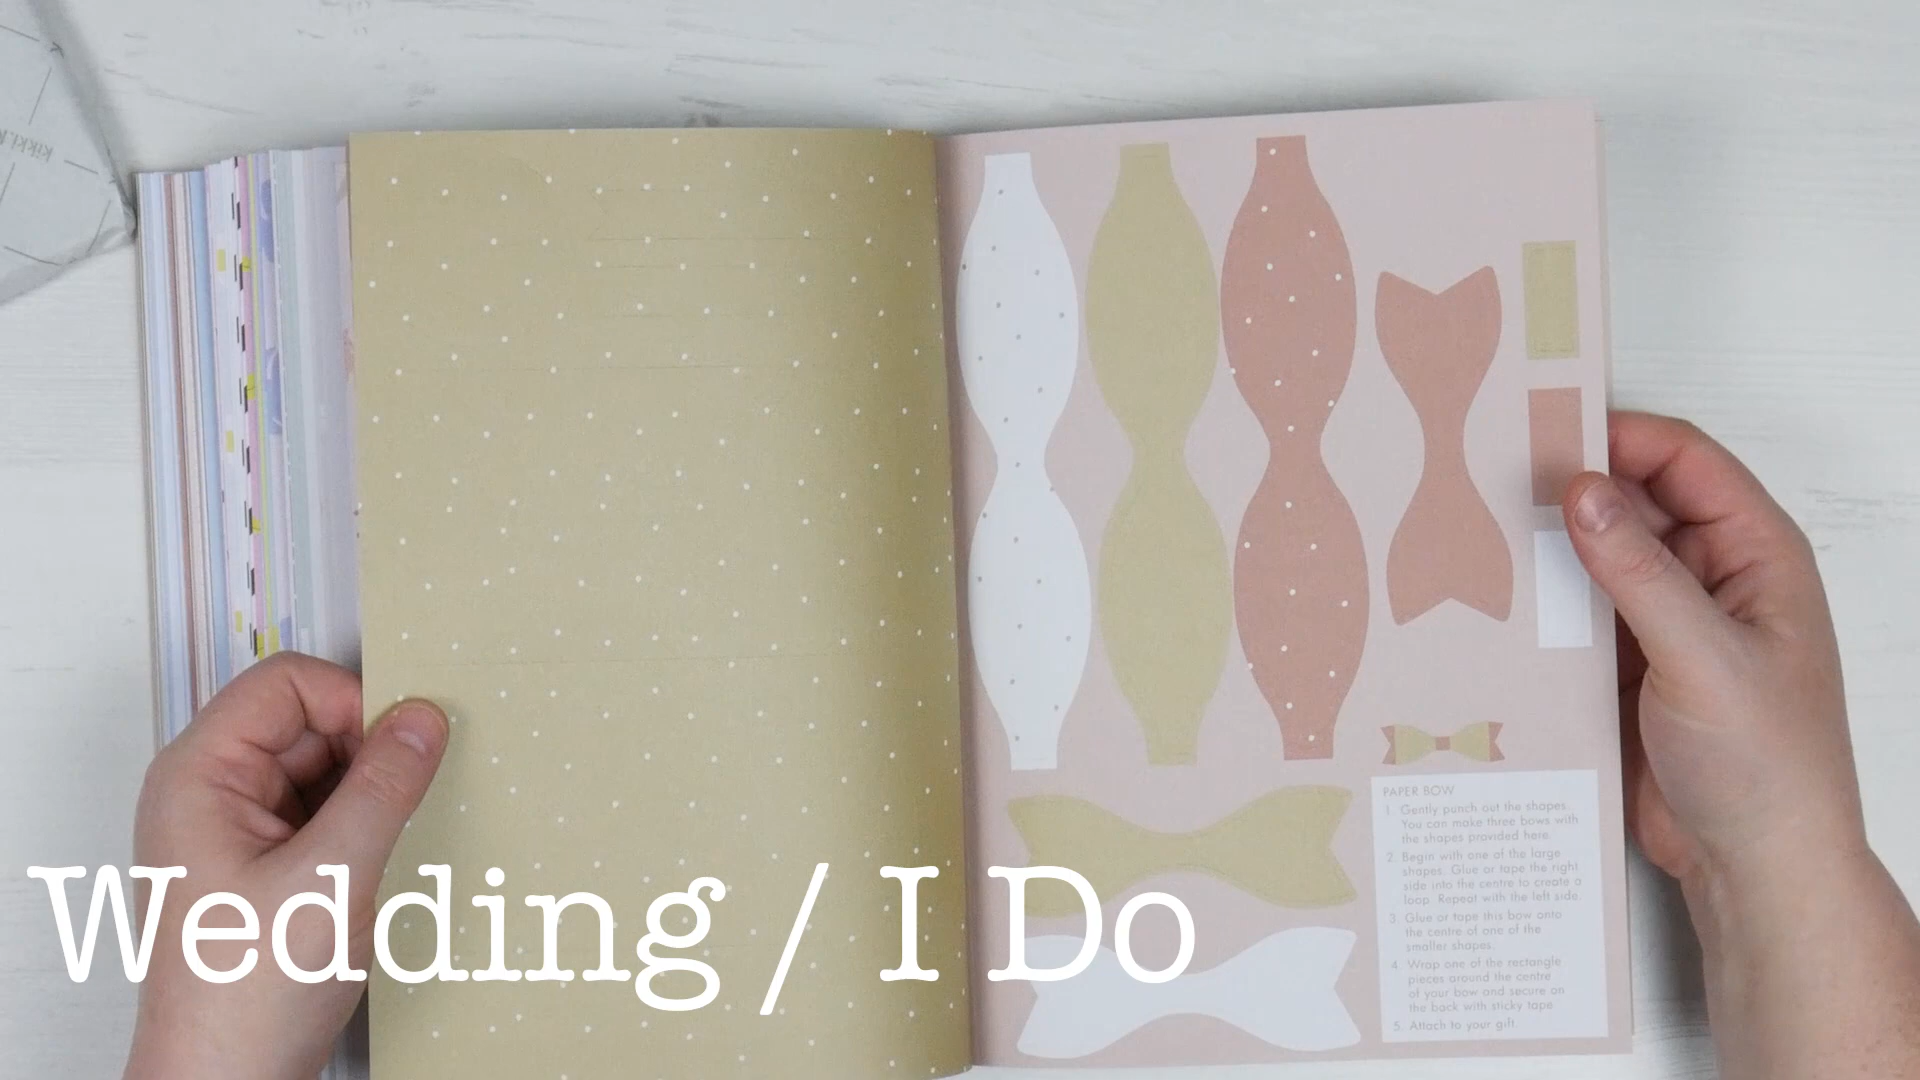 kikki.K
PAPER BOW
1. Gently punch out the shapes.
You can make three bows with
the shapes provided here.
2. Begin with one of the large
shapes. Glue or tape the right
side into the centre to create a
loop. Repeat with the left side.
3. Glue or tape this bow onto
the centre of one of the
smaller shapes.
4. Wrap one of the rectangle
pieces around the centre
of your bow and secure on
the back with sticky tape.
5. Attach to your gift.
Wedding / I Do